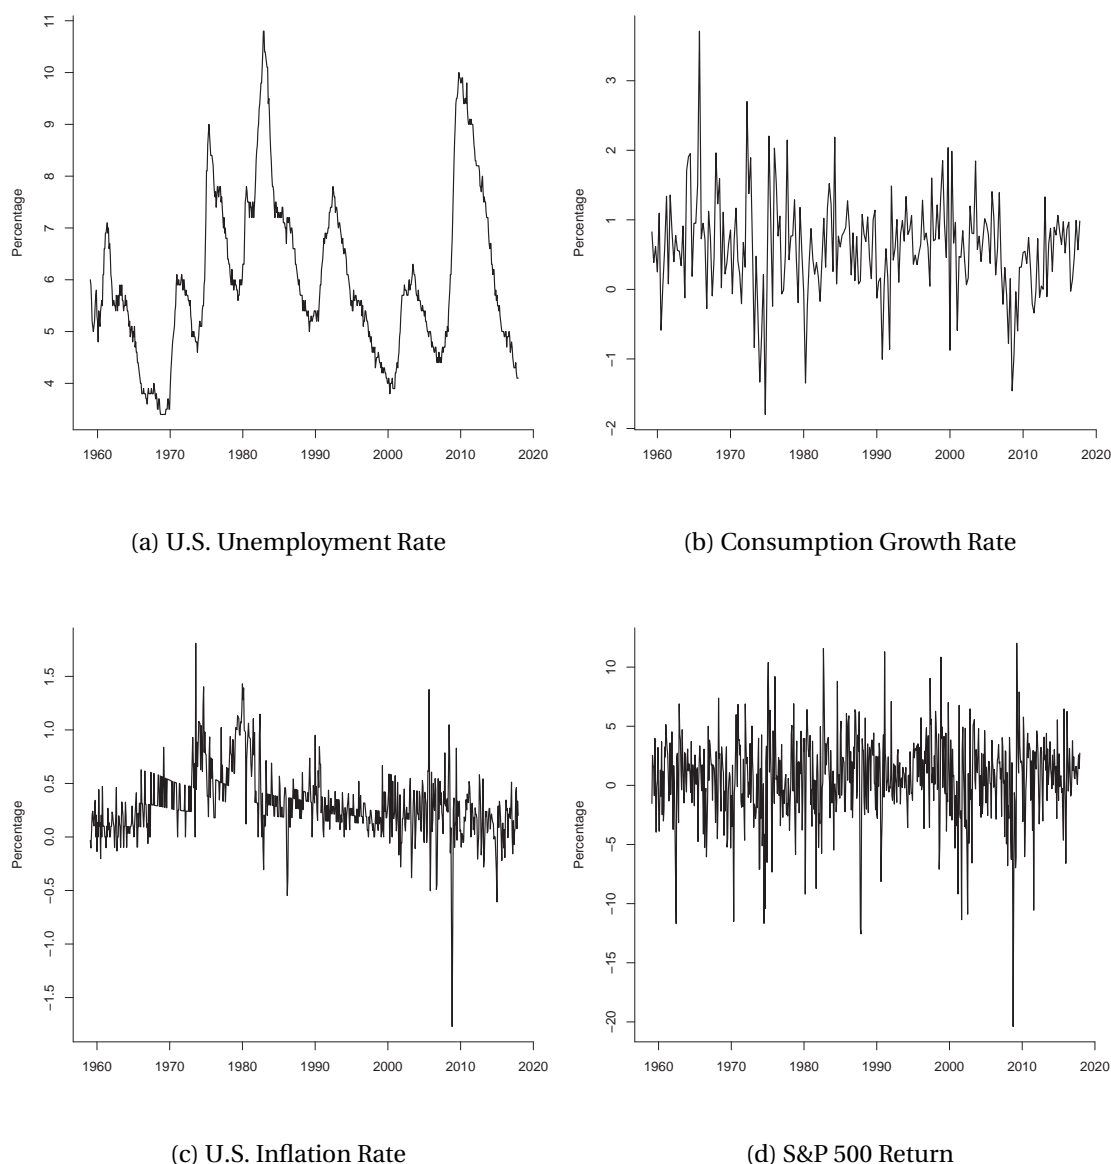 11
10
9
8
7
6
5
4
Percentage
1960 1970 1980 1990 2000 2010 2020
(a) U.S. Unemployment Rate
3
2
1
0
−1
−2
Percentage
1960 1970 1980 1990 2000 2010 2020
(b) Consumption Growth Rate
1.5
1.0
0.5
0.0
−0.5
−1.0
−1.5
Percentage
1960 1970 1980 1990 2000 2010 2020
(c) U.S. Inflation Rate
10
5
0
−5
−10
−15
−20
Percentage
1960 1970 1980 1990 2000 2010 2020
(d) S&P 500 Return